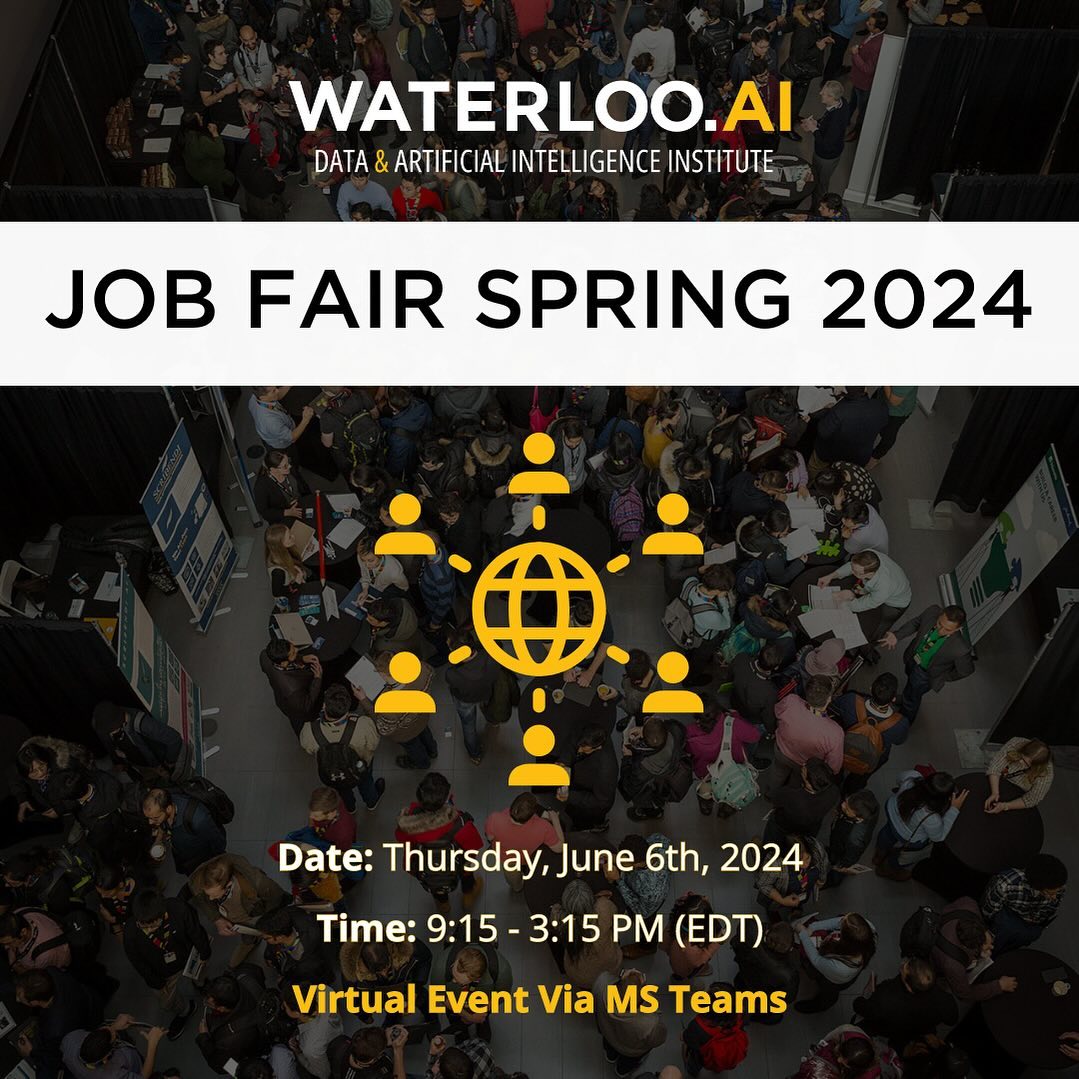 WATERLOO.AI
DATA & ARTIFICIAL INTELLIGENCE INSTITUTE
JOB FAIR SPRING 2024
Date: Thursday, June 6th, 2024
Time: 9:15 - 3:15 PM (EDT)
Virtual Event Via MS Teams